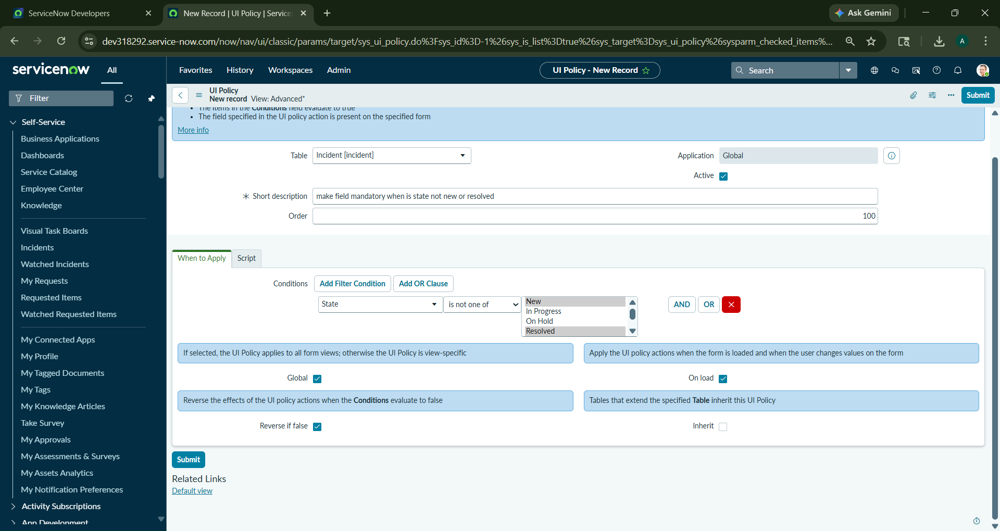 ServiceNow Developers
New Record | UI Policy | Service
Ask Gemini
dev318292.service-now.com/now/nav/ui/classic/params/target/sys_ui_policy.do%3Fsys_id%3D-1%26sys_is_list%3Dtrue%26sys_target%3Dsys_ui_policy%26sysparm_checked_items%...
A
servicenow
All
Favorites
History
Workspaces
Admin
UI Policy - New Record
Search
Filter
UI Policy
New record View: Advanced*
Submit
Self-Service
Business Applications
Dashboards
Service Catalog
Employee Center
Knowledge
Visual Task Boards
Incidents
Watched Incidents
My Requests
Requested Items
Watched Requested Items
My Connected Apps
My Profile
My Tagged Documents
My Tags
My Knowledge Articles
Take Survey
My Approvals
My Assessments & Surveys
My Assets Analytics
My Notification Preferences
Activity Subscriptions
App Development
• The items in the Conditions field evaluate to true
• The field specified in the UI policy action is present on the specified form
More info
Table
Incident [incident]
Application
Global
Active
Short description
make field mandatory when is state not new or resolved
Order
100
When to Apply
Script
Conditions
Add Filter Condition
Add OR Clause
State
is not one of
New
In Progress
On Hold
Resolved
AND
OR
If selected, the UI Policy applies to all form views; otherwise the UI Policy is view-specific
Apply the UI policy actions when the form is loaded and when the user changes values on the form
Global
On load
Reverse the effects of the UI policy actions when the Conditions evaluate to false
Tables that extend the specified Table inherit this UI Policy
Reverse if false
Inherit
Submit
Related Links
Default view